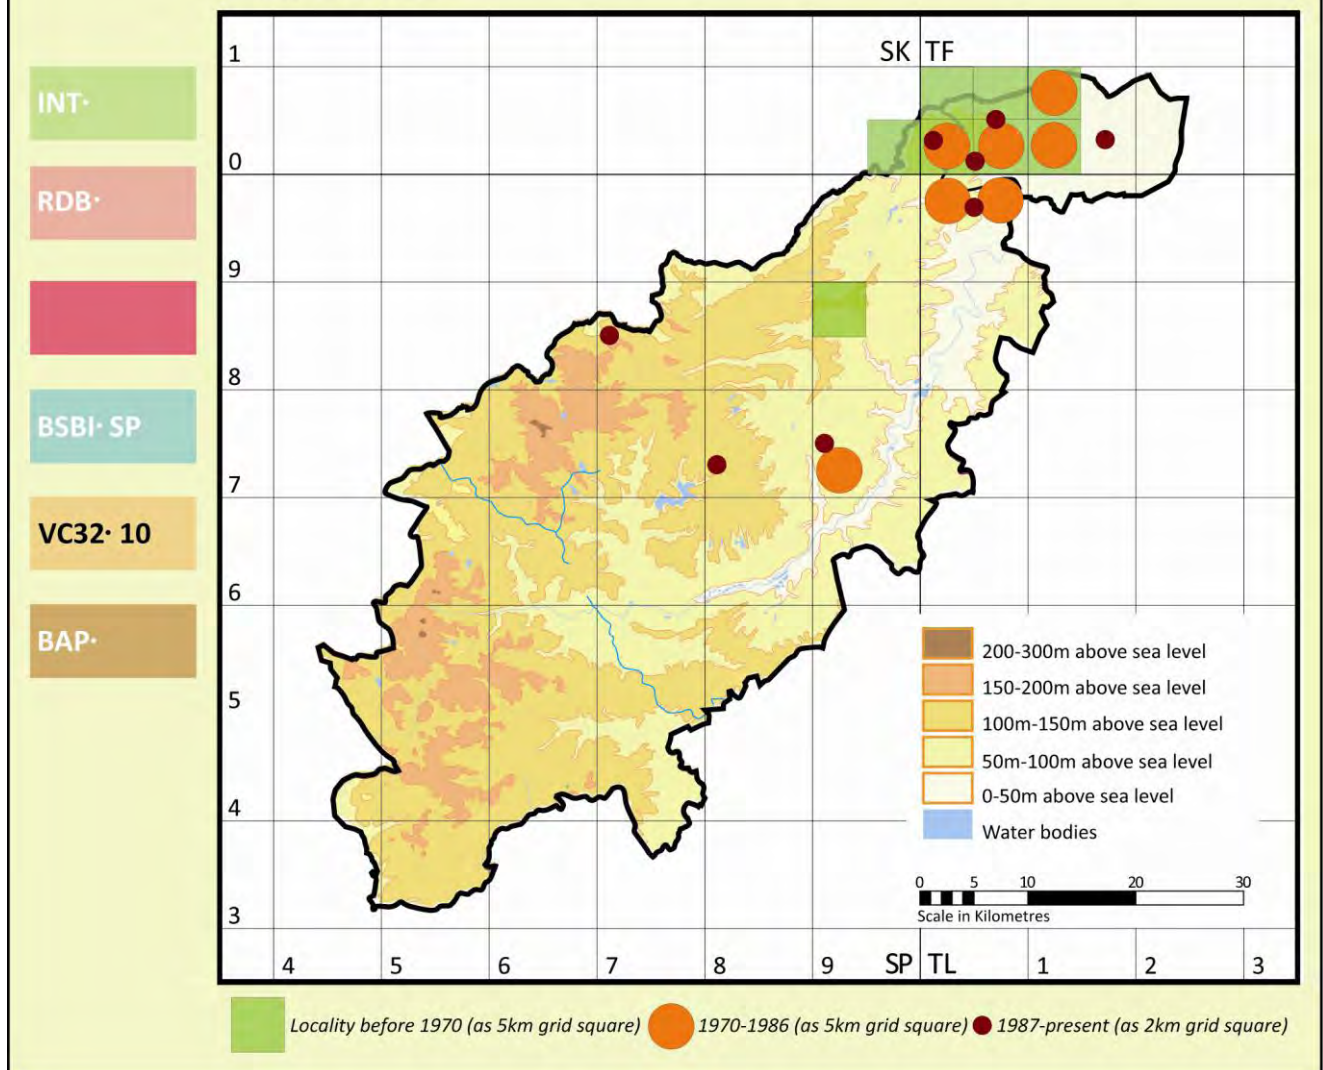 INT·
RDB·
BSBI· SP
VC32· 10
BAP·
SK TF
1
0
9
8
7
6
5
4
3
4 5 6 7 8 9 SP TL 1 2 3
200-300m above sea level
150-200m above sea level
100m-150m above sea level
50m-100m above sea level
0-50m above sea level
Water bodies
0 5 10 20 30
Scale in Kilometres
Locality before 1970 (as 5km grid square) 1970-1986 (as 5km grid square) 1987-present (as 2km grid square)